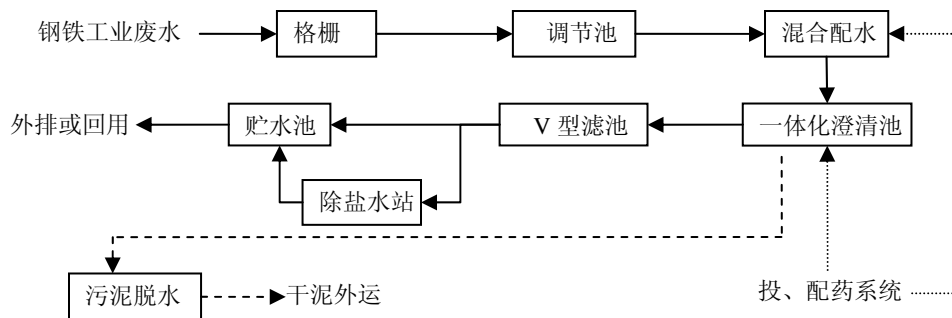 钢铁工业废水
格栅
调节池
混合配水
外排或回用
贮水池
V 型滤池
一体化澄清池
除盐水站
污泥脱水
干泥外运
投、配药系统